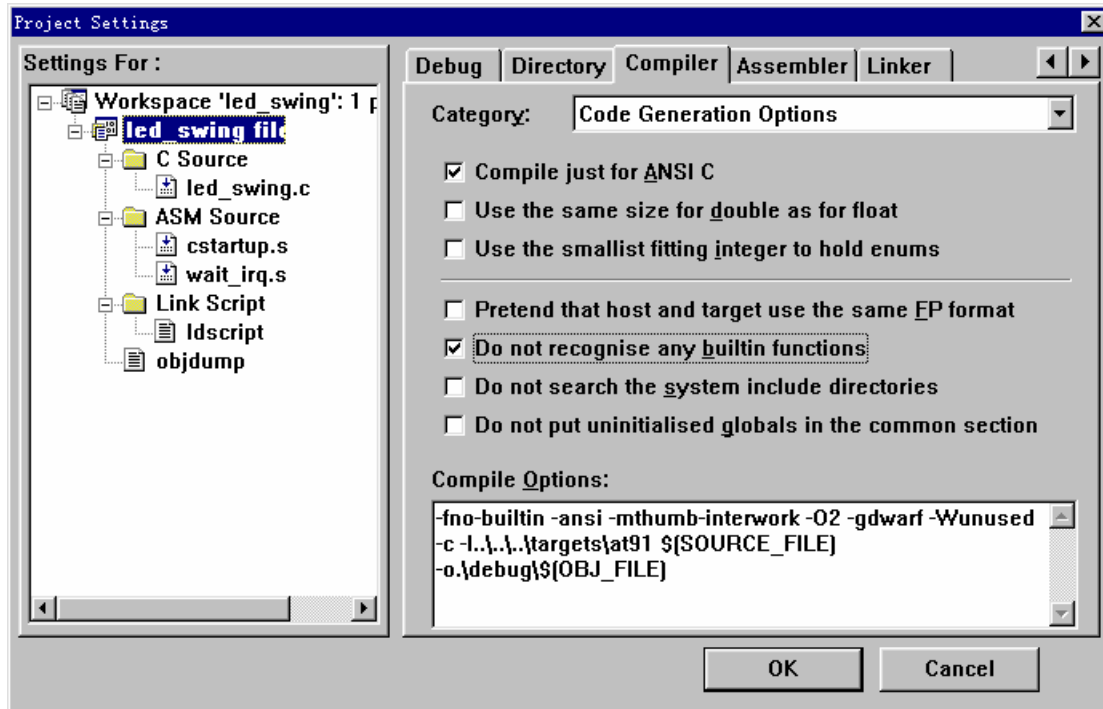 Project Settings
Settings For :
Workspace 'led_swing': 1 p
led_swing file
C Source
led_swing.c
ASM Source
cstartup.s
wait_irq.s
Link Script
ldscript
objdump
Debug
Directory
Compiler
Assembler
Linker
Category:
Code Generation Options
Compile just for ANSI C
Use the same size for double as for float
Use the smallist fitting integer to hold enums
Pretend that host and target use the same FP format
Do not recognise any builtin functions
Do not search the system include directories
Do not put uninitialised globals in the common section
Compile Options:
-fno-builtin -ansi -mthumb-interwork -O2 -gdwarf -Wunused
-c -I..\..\..\targets\at91 $(SOURCE_FILE)
-o.\debug\$(OBJ_FILE)
OK
Cancel